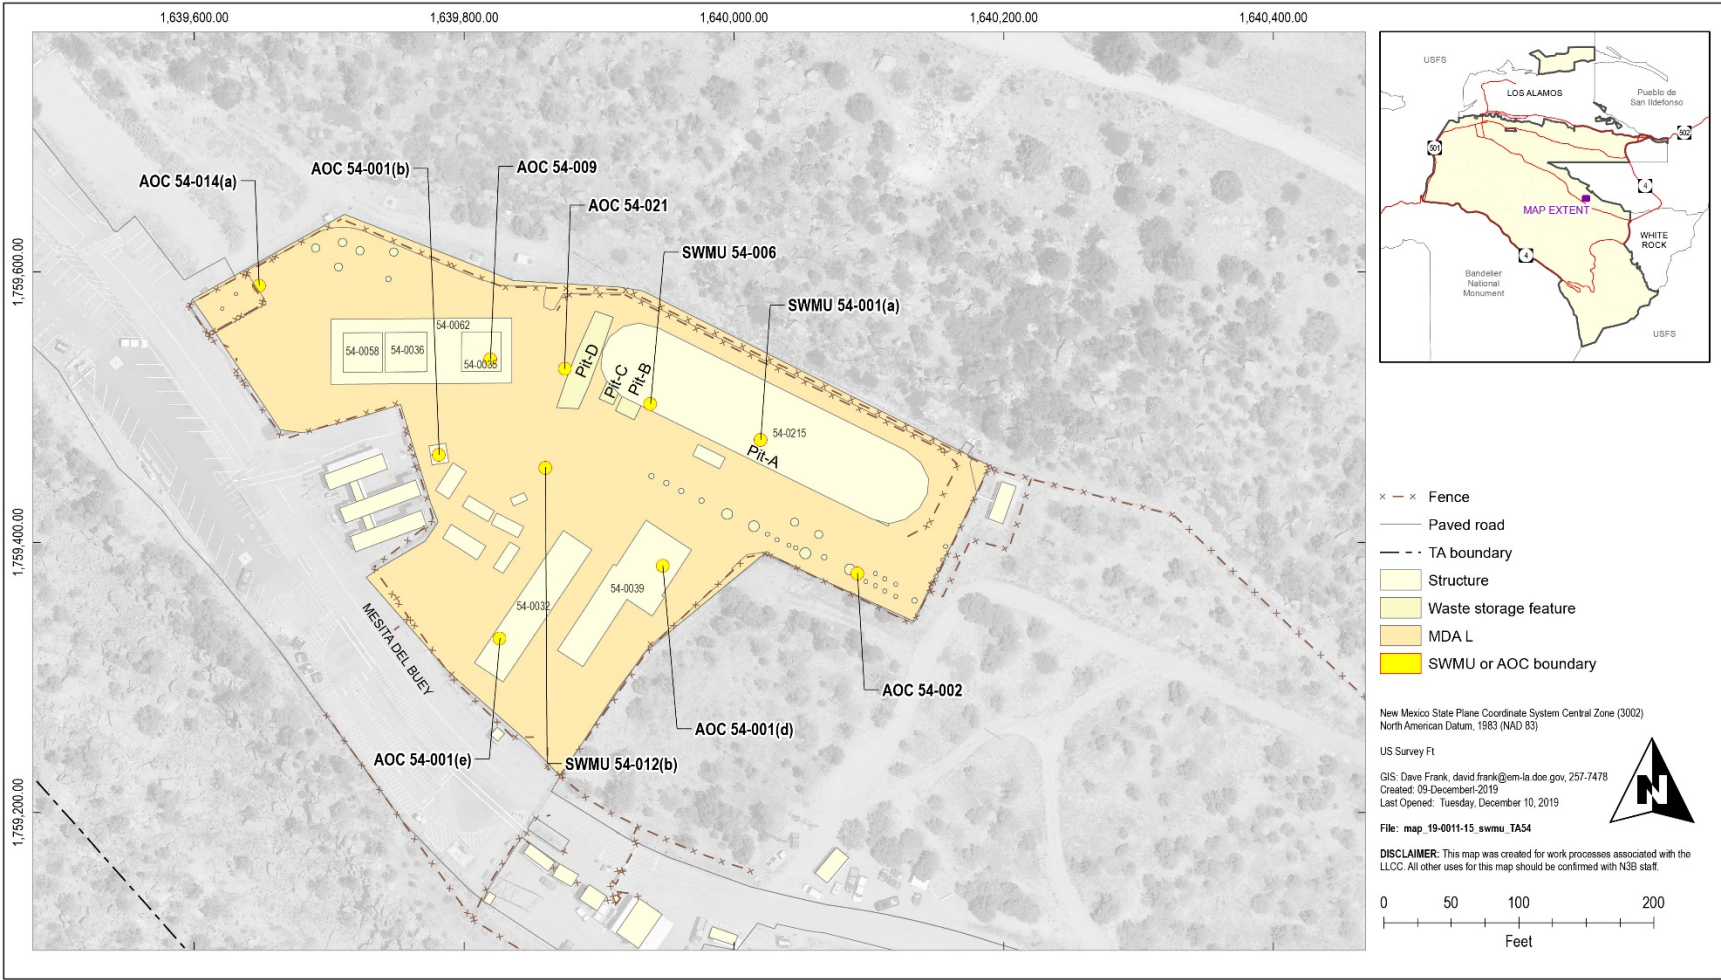 1,639,600.00
1,639,800.00
1,640,000.00
1,640,200.00
1,640,400.00
1,759,600.00
1,759,400.00
1,759,200.00
AOC 54-014(a)
AOC 54-001(b)
AOC 54-009
AOC 54-021
SWMU 54-006
SWMU 54-001(a)
54-0062
54-0058
54-0036
54-0035
Pit-D
Pit-C
Pit-B
54-0215
Pit-A
54-0032
54-0039
MESITA DEL BUEY
AOC 54-002
AOC 54-001(d)
AOC 54-001(e)
SWMU 54-012(b)
USFS
LOS ALAMOS
Pueblo de
San Ildefonso
502
501
4
MAP EXTENT
WHITE
ROCK
4
Bandelier
National
Monument
USFS
Fence
Paved road
TA boundary
Structure
Waste storage feature
MDA L
SWMU or AOC boundary
New Mexico State Plane Coordinate System Central Zone (3002)
North American Datum, 1983 (NAD 83)
US Survey Ft
GIS: Dave Frank, david.frank@em-la.doe.gov, 257-7478
Created: 09-Decemberl-2019
Last Opened: Tuesday, December 10, 2019
File: map_19-0011-15_swmu_TA54
DISCLAIMER: This map was created for work processes associated with the
LLCC. All other uses for this map should be confirmed with N3B staff.
N
0 50 100 200
Feet